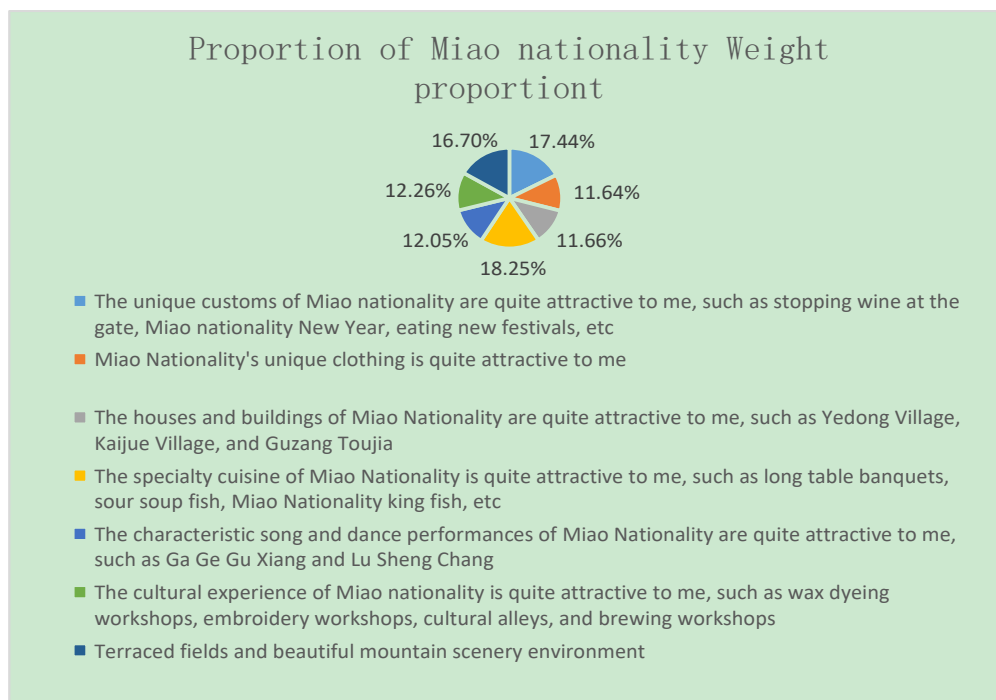 Proportion of Miao nationality Weight
proportiont
16.70%
17.44%
12.26%
11.64%
12.05%
11.66%
18.25%
The unique customs of Miao nationality are quite attractive to me, such as stopping wine at the
gate, Miao nationality New Year, eating new festivals, etc
Miao Nationality's unique clothing is quite attractive to me
The houses and buildings of Miao Nationality are quite attractive to me, such as Yedong Village,
Kaijue Village, and Guzang Toujia
The specialty cuisine of Miao Nationality is quite attractive to me, such as long table banquets,
sour soup fish, Miao Nationality king fish, etc
The characteristic song and dance performances of Miao Nationality are quite attractive to me,
such as Ga Ge Gu Xiang and Lu Sheng Chang
The cultural experience of Miao nationality is quite attractive to me, such as wax dyeing
workshops, embroidery workshops, cultural alleys, and brewing workshops
Terraced fields and beautiful mountain scenery environment